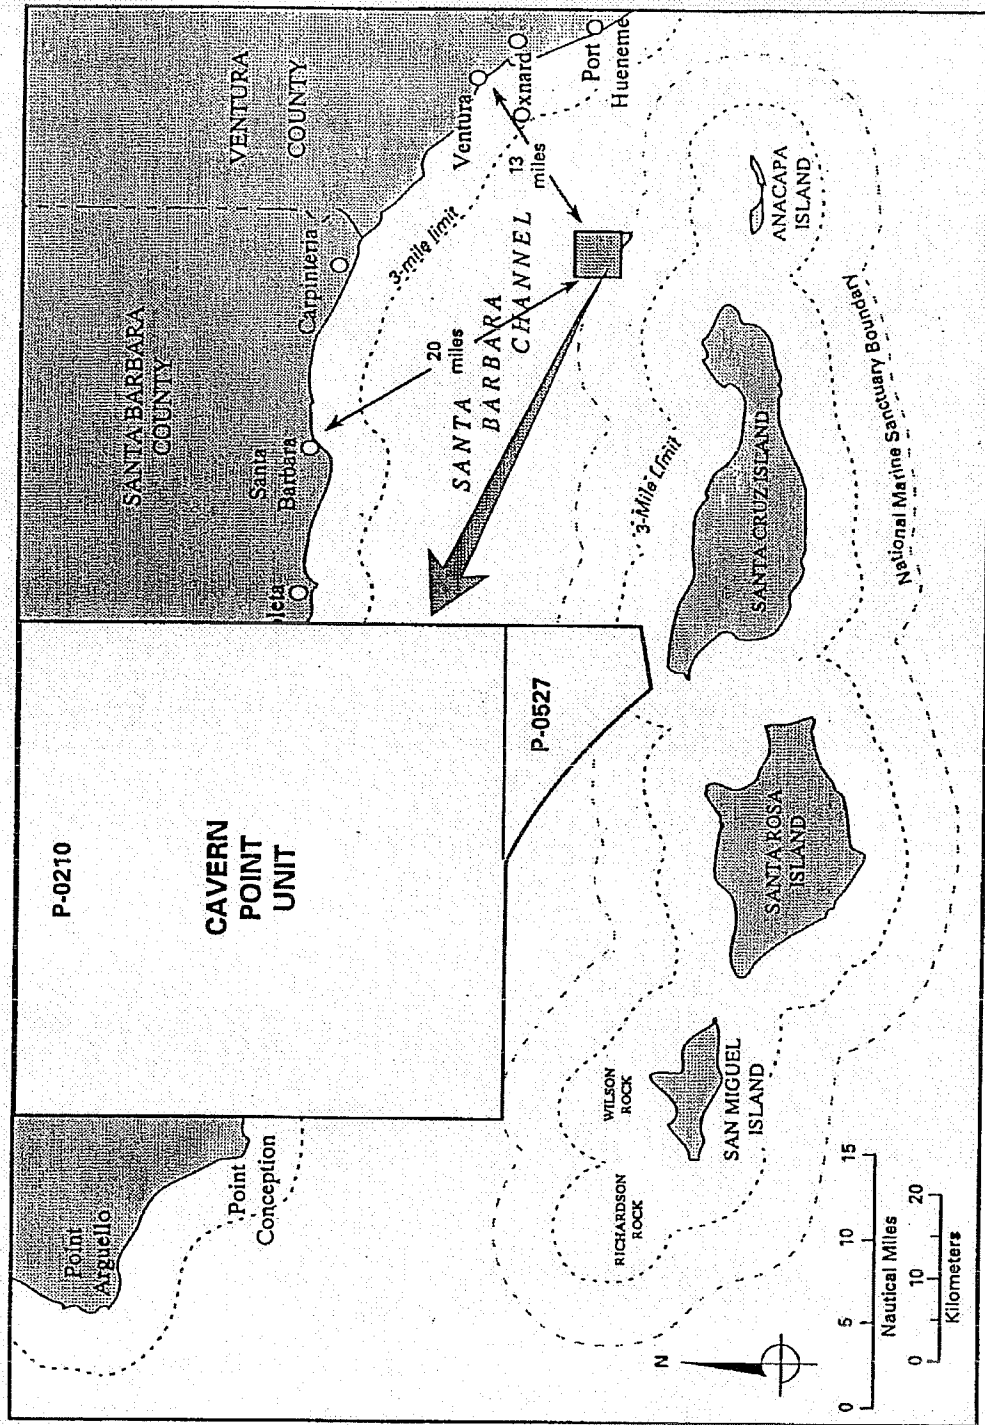 P-0210
CAVERN
POINT
UNIT
P-0527
Point
Arguello
Point
Conception
leta
Santa
Barbara
SANTA BARBARA
COUNTY
Carpinteria
VENTURA
COUNTY
Ventura
Oxnard
Port
Hueneme
3-mile limit
20
miles
13
miles
SANTA
BARBARA
CHANNEL
3-Mile Limit
RICHARDSON
ROCK
WILSON
ROCK
SAN MIGUEL
ISLAND
SANTA ROSA
ISLAND
SANTA CRUZ ISLAND
ANACAPA
ISLAND
National Marine Sanctuary Boundary
N
0 5 10 15
Nautical Miles
0 10 20
Kilometers